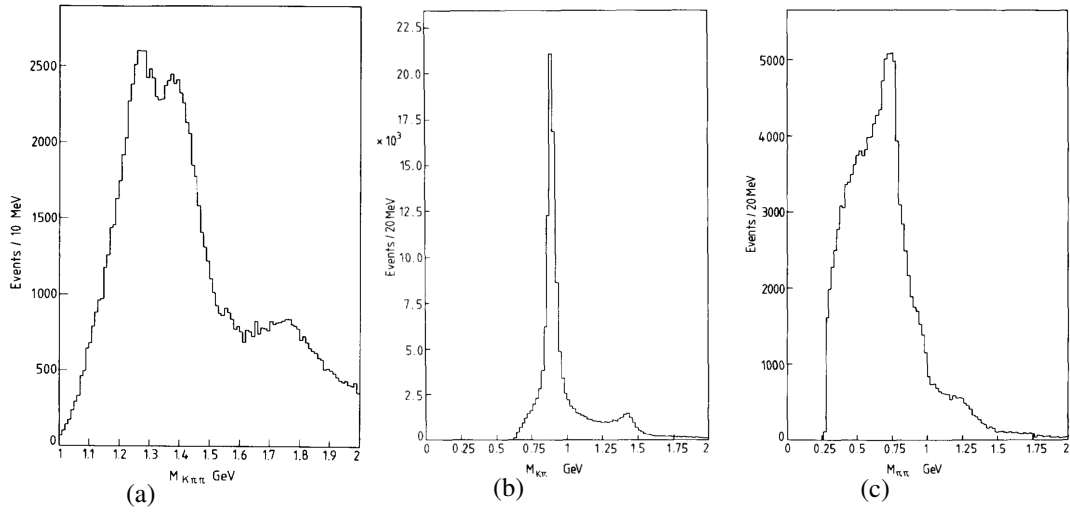 2500
2000
1500
1000
500
0
Events / 10 MeV
1 1.1 1.2 1.3 1.4 1.5 1.6 1.7 1.8 1.9 2
M Kππ GeV
(a)
22.5
20.0
17.5
15.0
12.5
10.0
7.5
5.0
2.5
0
× 10³
Events / 20 MeV
0 0.25 0.5 0.75 1 1.25 1.5 1.75 2
M Kπ GeV
(b)
5000
4000
3000
2000
1000
0
Events / 20 MeV
0 0.25 0.5 0.75 1 1.25 1.5 1.75 2
M ππ GeV
(c)